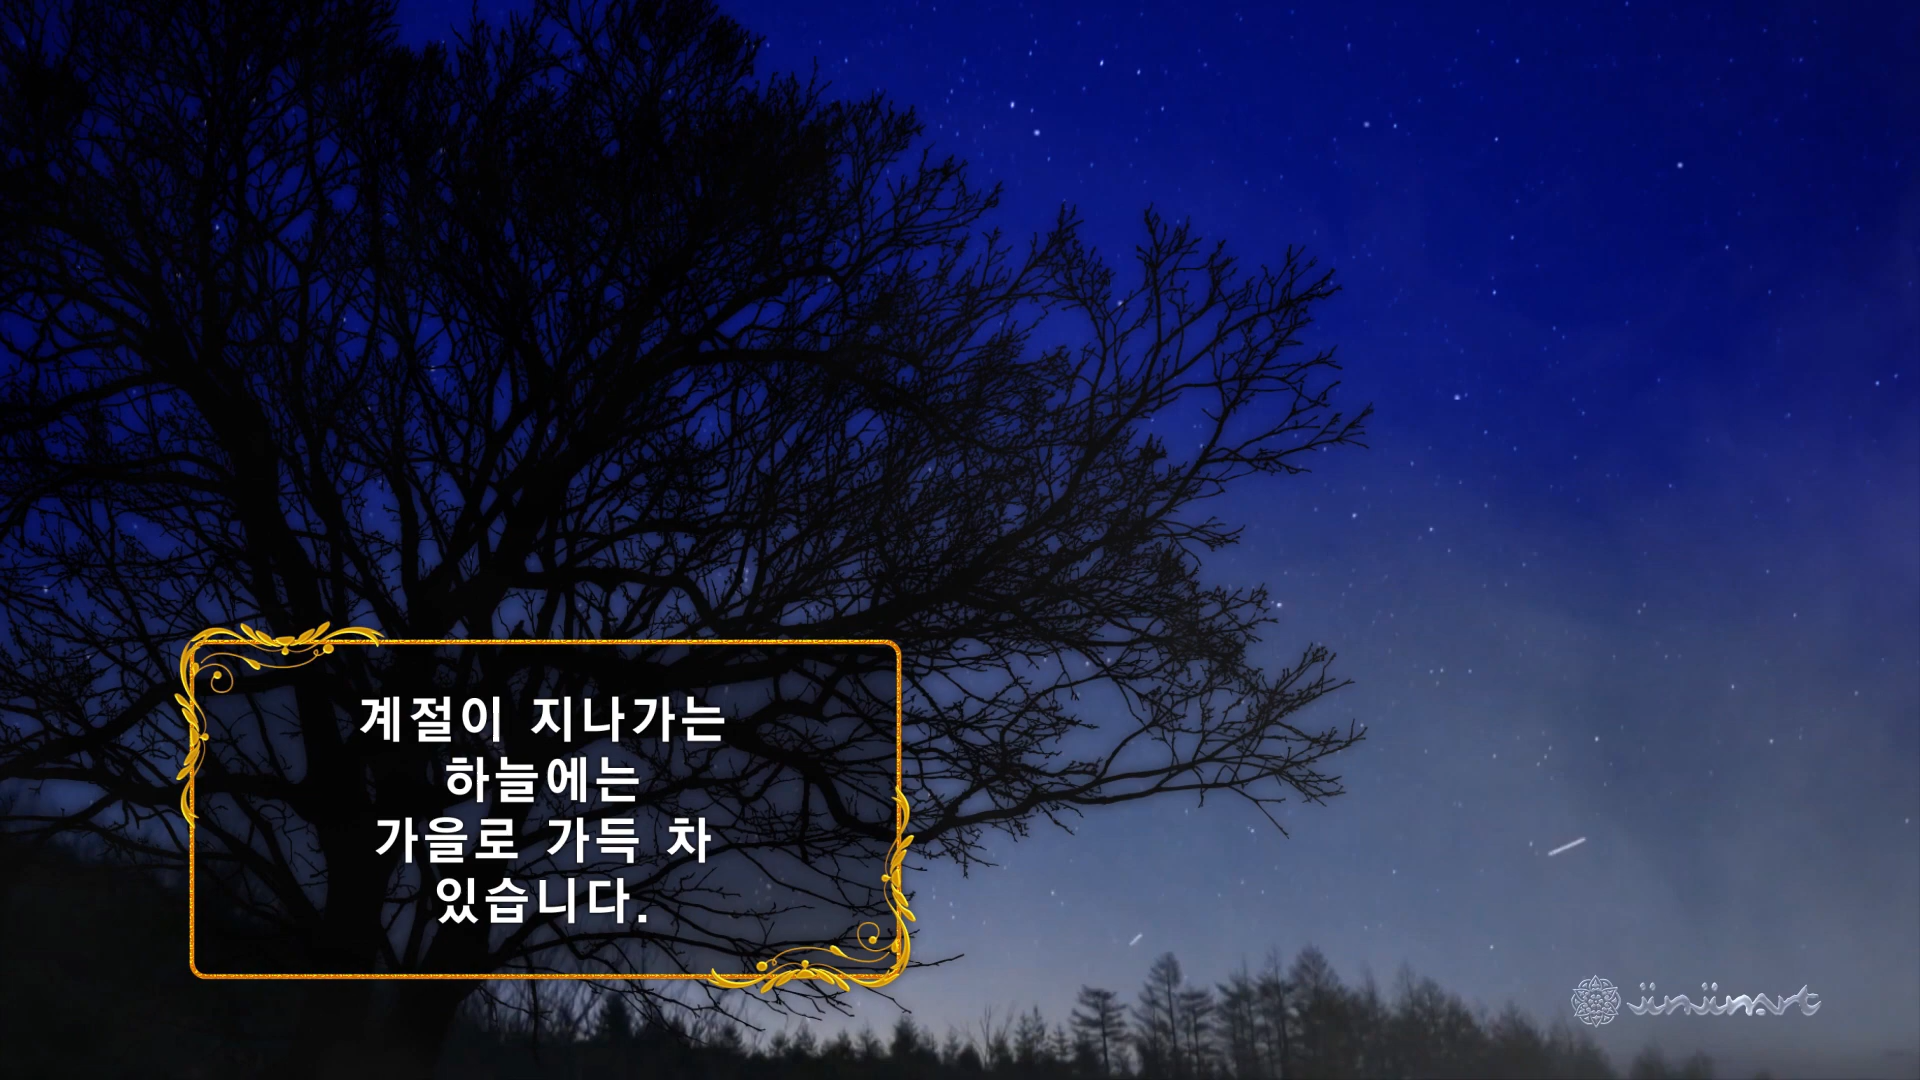 계절이 지나가는
하늘에는
가을로 가득 차
있습니다.
jinjinart